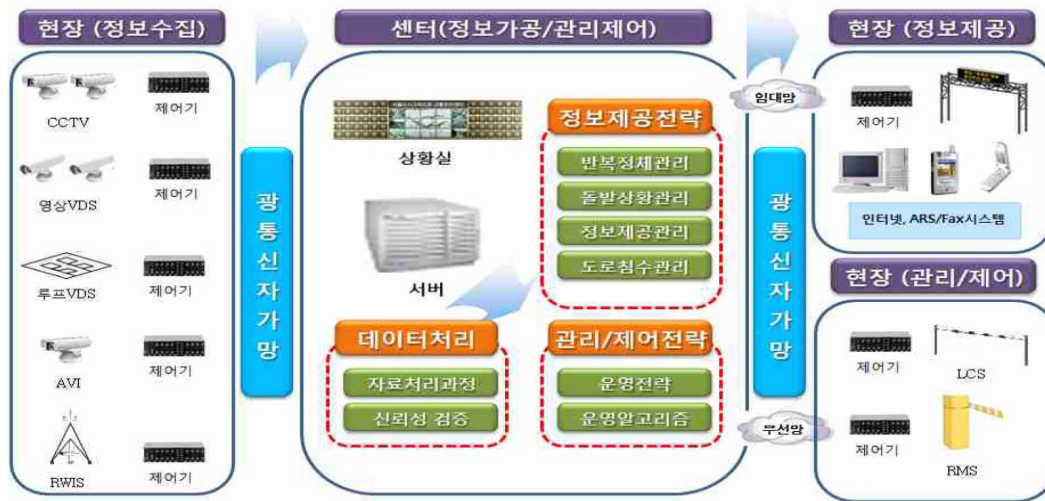 현장 (정보수집)
CCTV
제어기
영상VDS
제어기
루프VDS
제어기
AVI
제어기
RWIS
제어기
광통신자가망
센터(정보가공/관리제어)
상황실
서버
정보제공전략
반복정체관리
돌발상황관리
정보제공관리
도로침수관리
데이터처리
자료처리과정
신뢰성 검증
관리/제어전략
운영전략
운영알고리즘
광통신자가망
임대망
무선망
현장 (정보제공)
제어기
인터넷, ARS/Fax시스템
현장 (관리/제어)
제어기
LCS
제어기
RMS